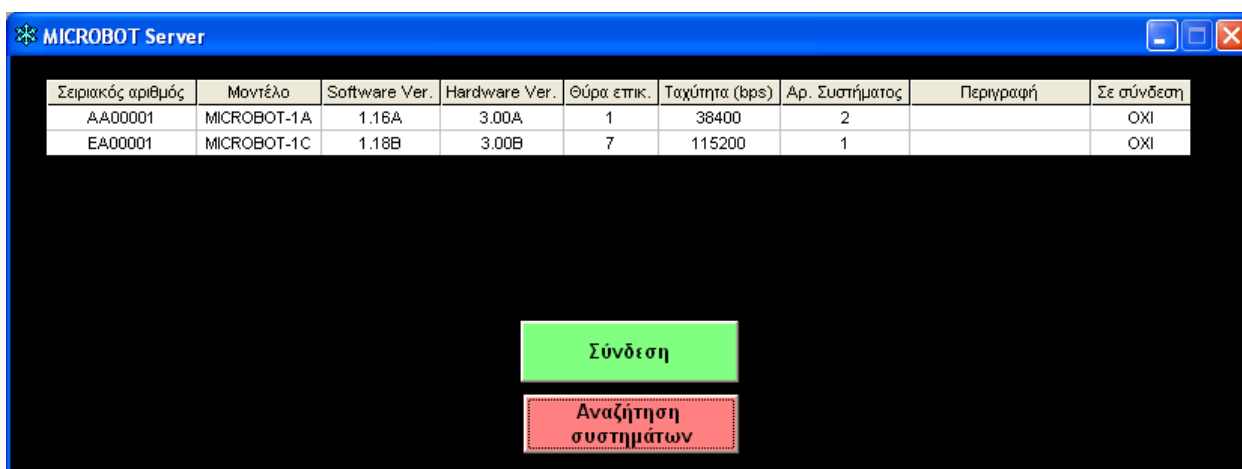 MICROBOT Server
Σειριακός αριθμός Μοντέλο Software Ver. Hardware Ver. Θύρα επικ. Ταχύτητα (bps) Αρ. Συστήματος Περιγραφή Σε σύνδεση
AA00001 MICROBOT-1A 1.16A 3.00A 1 38400 2 ΟΧΙ
EA00001 MICROBOT-1C 1.18B 3.00B 7 115200 1 ΟΧΙ
Σύνδεση
Αναζήτηση
συστημάτων